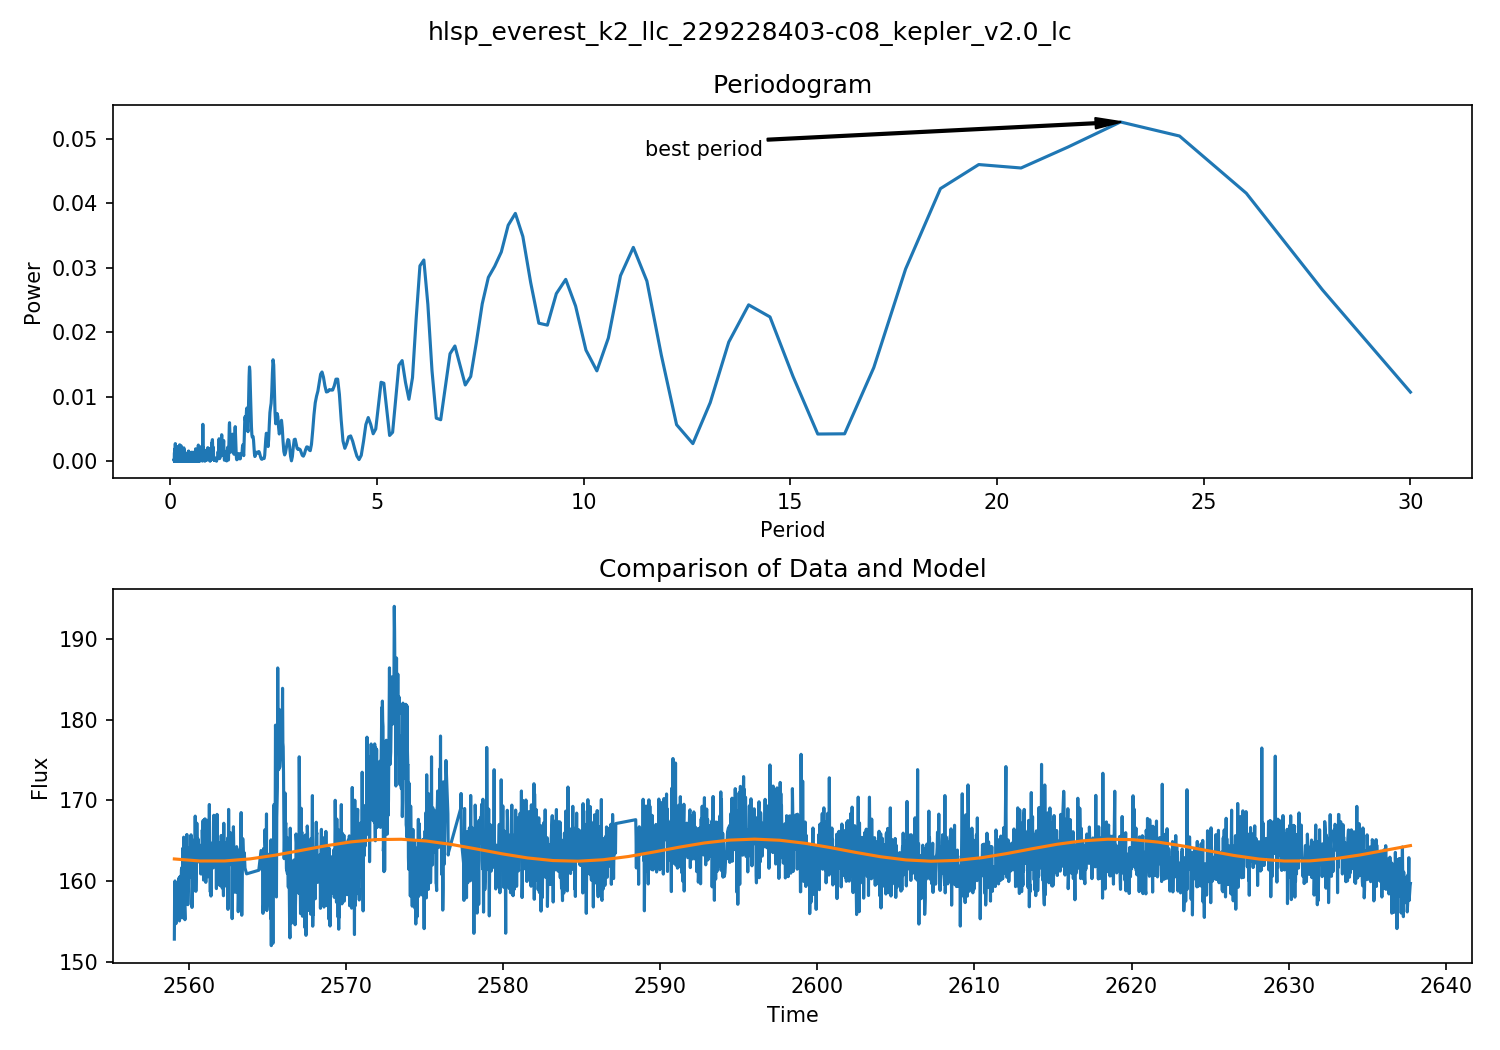 hlsp_everest_k2_llc_229228403-c08_kepler_v2.0_lc
Periodogram
0.05
0.04
0.03
0.02
0.01
0.00
Power
best period
0 5 10 15 20 25 30
Period
Comparison of Data and Model
190
180
170
160
150
Flux
2560 2570 2580 2590 2600 2610 2620 2630 2640
Time